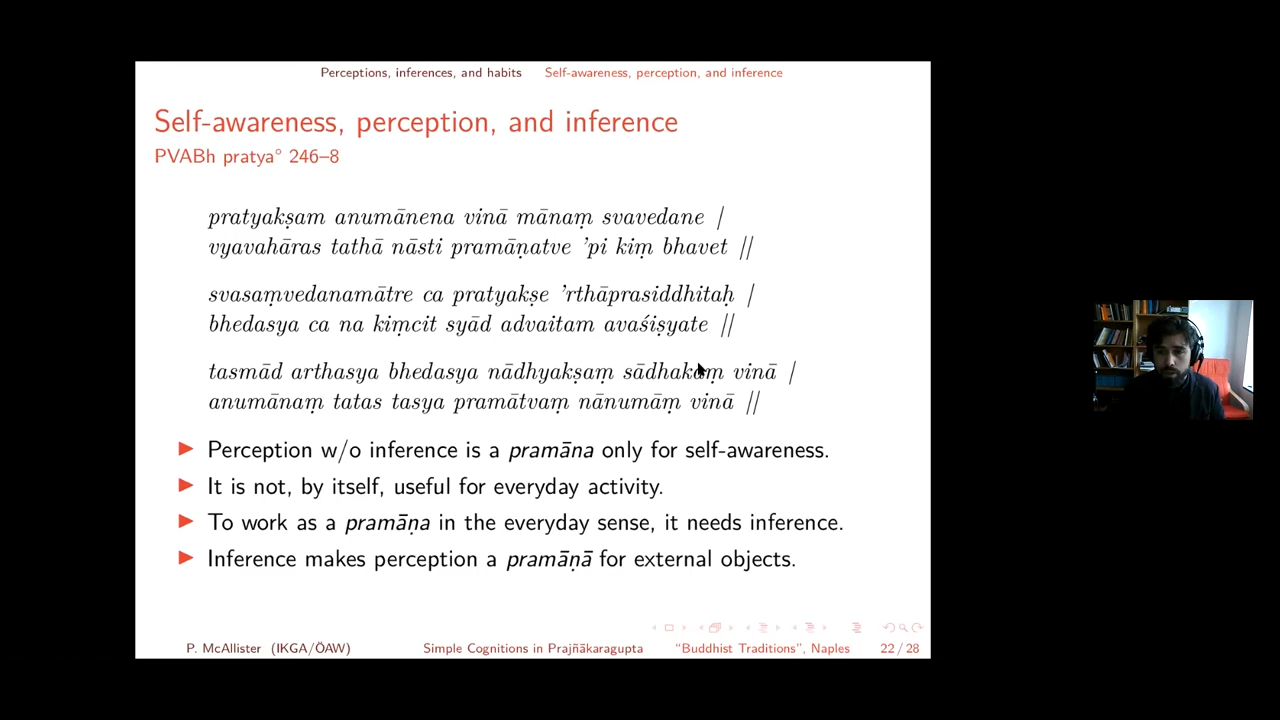 Perceptions, inferences, and habits Self-awareness, perception, and inference
Self-awareness, perception, and inference
PVABh pratya° 246–8
pratyakṣam anumānena vinā mānaṃ svavedane |
vyavahāras tathā nāsti pramāṇatve ’pi kiṃ bhavet ||
svasaṃvedanamātre ca pratyakṣe ’rthāprasiddhitaḥ |
bhedasya ca na kiṃcit syād advaitam avaśiṣyate ||
tasmād arthasya bhedasya nādhyakṣaṃ sādhakaṃ vinā |
anumānaṃ tatas tasya pramātvaṃ nānumāṃ vinā ||
▶ Perception w/o inference is a pramāna only for self-awareness.
▶ It is not, by itself, useful for everyday activity.
▶ To work as a pramāṇa in the everyday sense, it needs inference.
▶ Inference makes perception a pramāṇā for external objects.
P. McAllister (IKGA/ÖAW) Simple Cognitions in Prajñākaragupta “Buddhist Traditions”, Naples 22 / 28